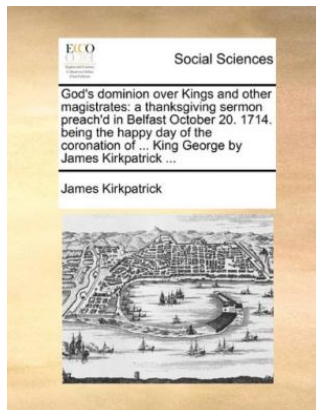 ECCO
Social Sciences
God's dominion over Kings and other
magistrates: a thanksgiving sermon
preach'd in Belfast October 20. 1714.
being the happy day of the
coronation of ... King George by
James Kirkpatrick ...
James Kirkpatrick